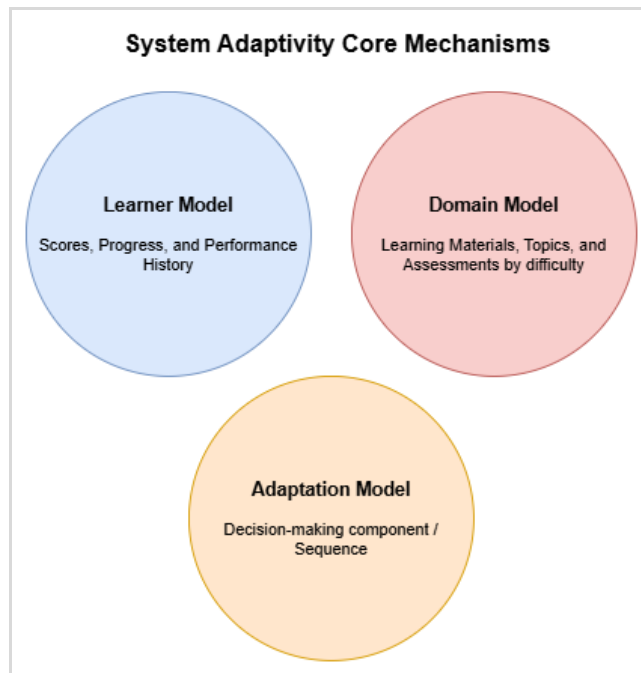 System Adaptivity Core Mechanisms
Learner Model
Scores, Progress, and Performance
History
Domain Model
Learning Materials, Topics, and
Assessments by difficulty
Adaptation Model
Decision-making component /
Sequence